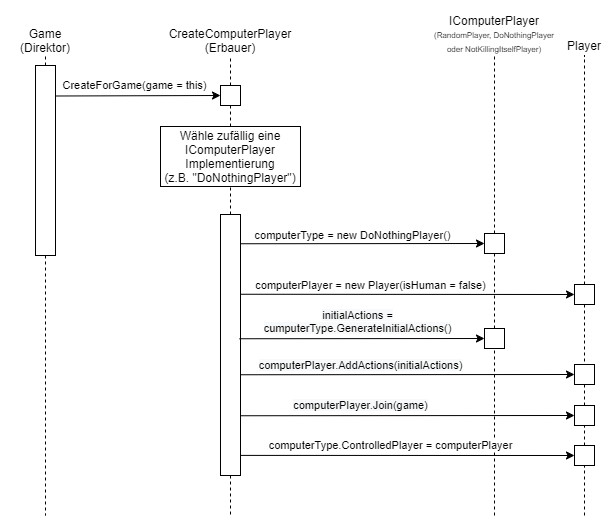 Game
(Direktor)
CreateComputerPlayer
(Erbauer)
IComputerPlayer
(RandomPlayer, DoNothingPlayer
oder NotKillingItselfPlayer)
Player
CreateForGame(game = this)
Wähle zufällig eine
IComputerPlayer
Implementierung
(z.B. "DoNothingPlayer")
computerType = new DoNothingPlayer()
computerPlayer = new Player(isHuman = false)
initialActions =
cumputerType.GenerateInitialActions()
computerPlayer.AddActions(initialActions)
computerPlayer.Join(game)
computerType.ControlledPlayer = computerPlayer